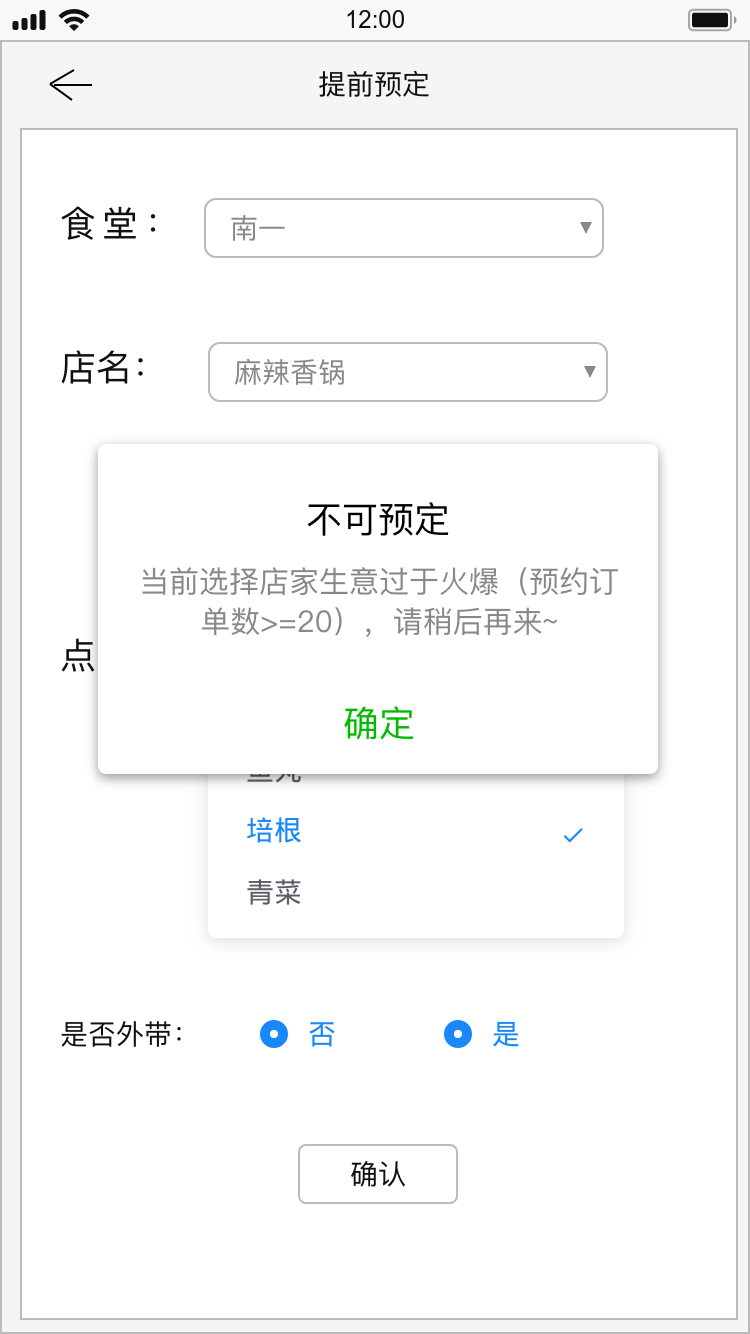 12:00
提前预定
食堂：
南一
店名：
麻辣香锅
不可预定
当前选择店家生意过于火爆（预约订
单数>=20），请稍后再来~
点
确定
培根
青菜
是否外带：
否
是
确认